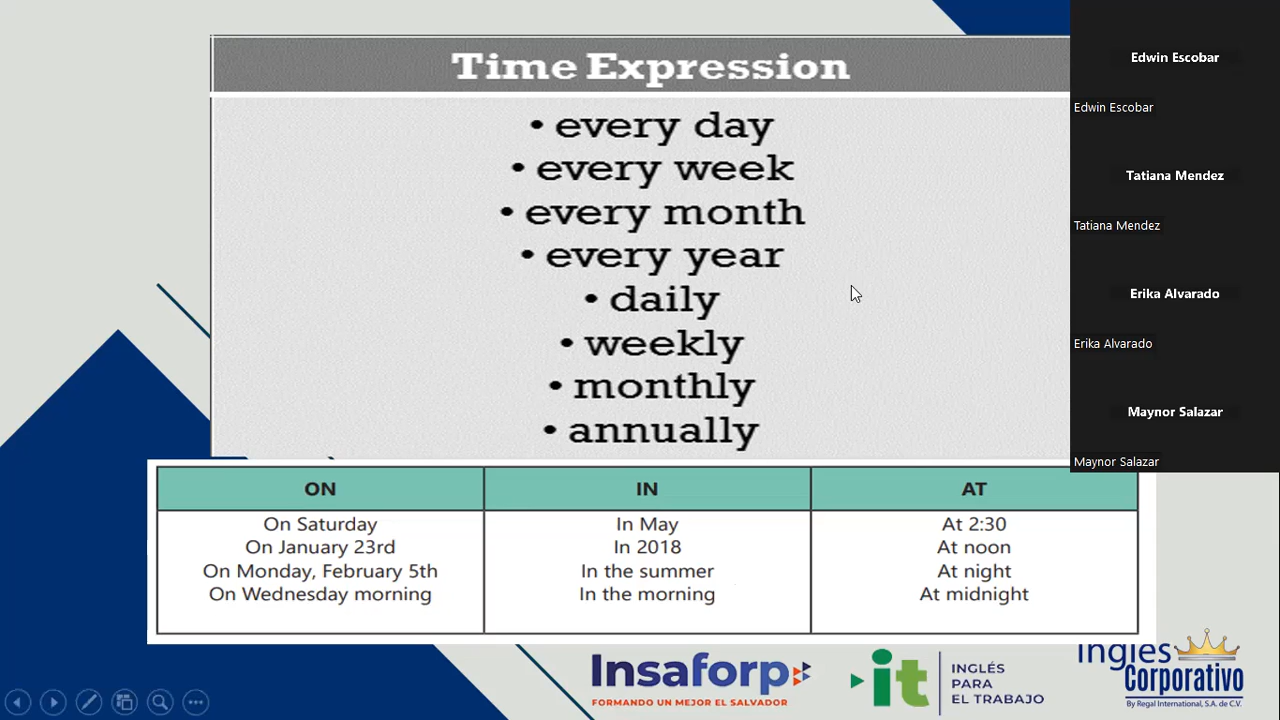 Time Expression
• every day
• every week
• every month
• every year
• daily
• weekly
• monthly
• annually
ON IN AT
On Saturday In May At 2:30
On January 23rd In 2018 At noon
On Monday, February 5th In the summer At night
On Wednesday morning In the morning At midnight
Edwin Escobar
Edwin Escobar
Tatiana Mendez
Tatiana Mendez
Erika Alvarado
Erika Alvarado
Maynor Salazar
Maynor Salazar
Insaforp
FORMANDO UN MEJOR EL SALVADOR
it
INGLÉS
PARA
EL TRABAJO
Inglés
Corporativo
By Regal International, S.A. de C.V.